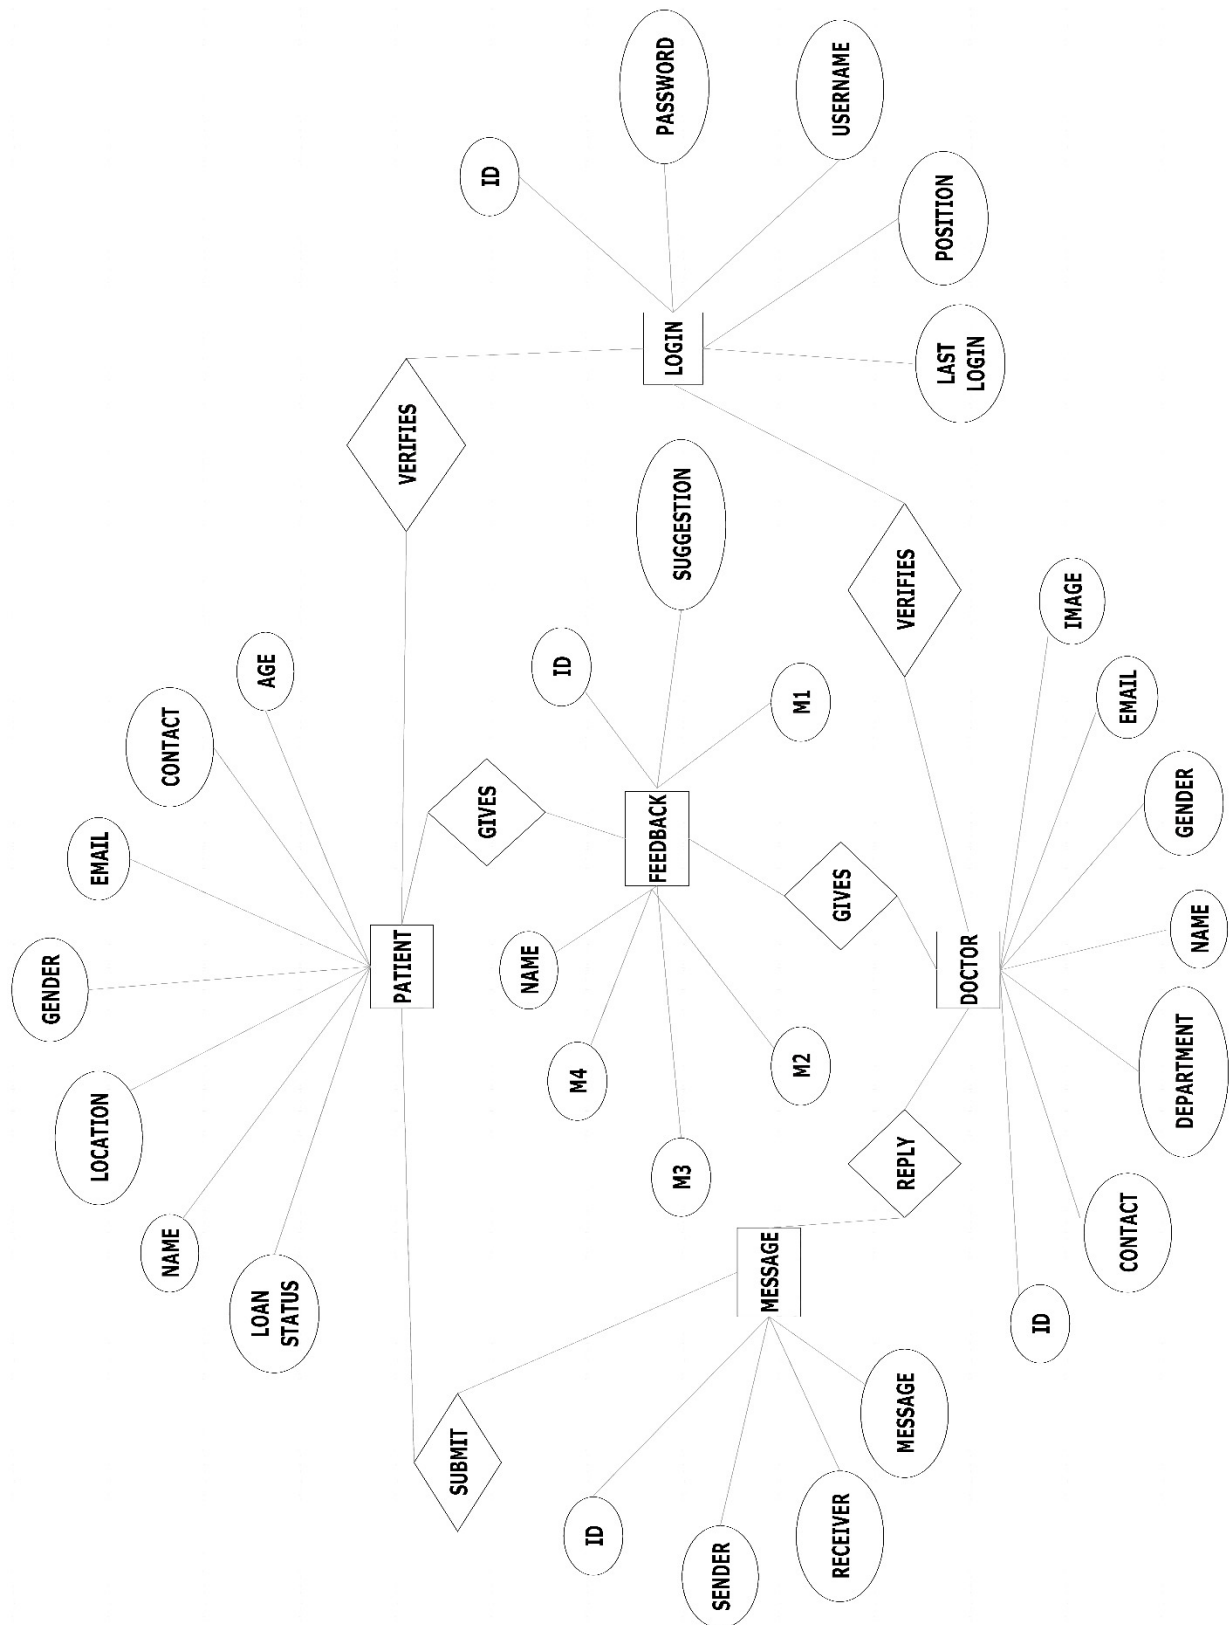 GENDER
LOCATION
EMAIL
NAME
CONTACT
LOAN
STATUS
AGE
PATIENT
VERIFIES
SUBMIT
GIVES
ID
NAME
M4
ID
ID
M3
FEEDBACK
SUGGESTION
LOGIN
PASSWORD
SENDER
MESSAGE
M2
M1
RECEIVER
GIVES
USERNAME
MESSAGE
REPLY
VERIFIES
POSITION
LAST
LOGIN
DOCTOR
ID
IMAGE
CONTACT
EMAIL
DEPARTMENT
GENDER
NAME